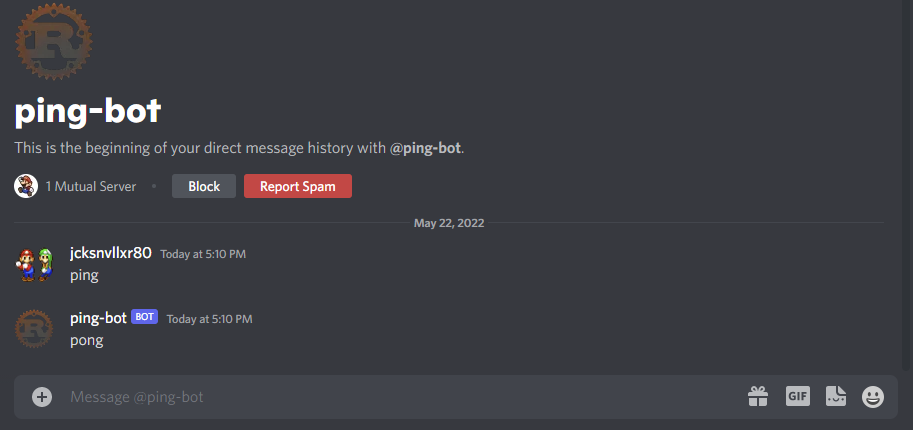 R
ping-bot
This is the beginning of your direct message history with @ping-bot.
1 Mutual Server • Block Report Spam
May 22, 2022
jcksnvllxr80 Today at 5:10 PM
ping
R
ping-bot BOT Today at 5:10 PM
pong
Message @ping-bot GIF